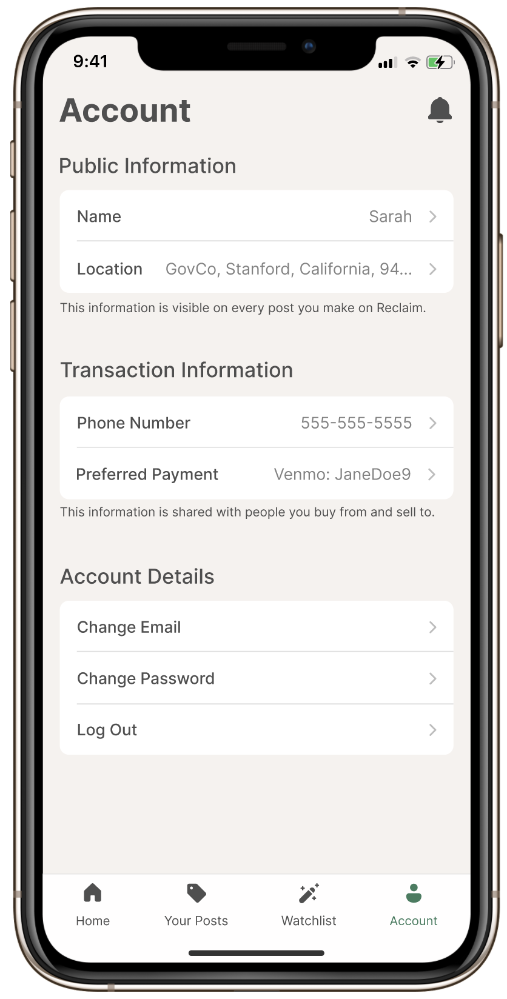 9:41
Account
Public Information
Name Sarah
Location GovCo, Stanford, California, 94...
This information is visible on every post you make on Reclaim.
Transaction Information
Phone Number 555-555-5555
Preferred Payment Venmo: JaneDoe9
This information is shared with people you buy from and sell to.
Account Details
Change Email
Change Password
Log Out
Home Your Posts Watchlist Account